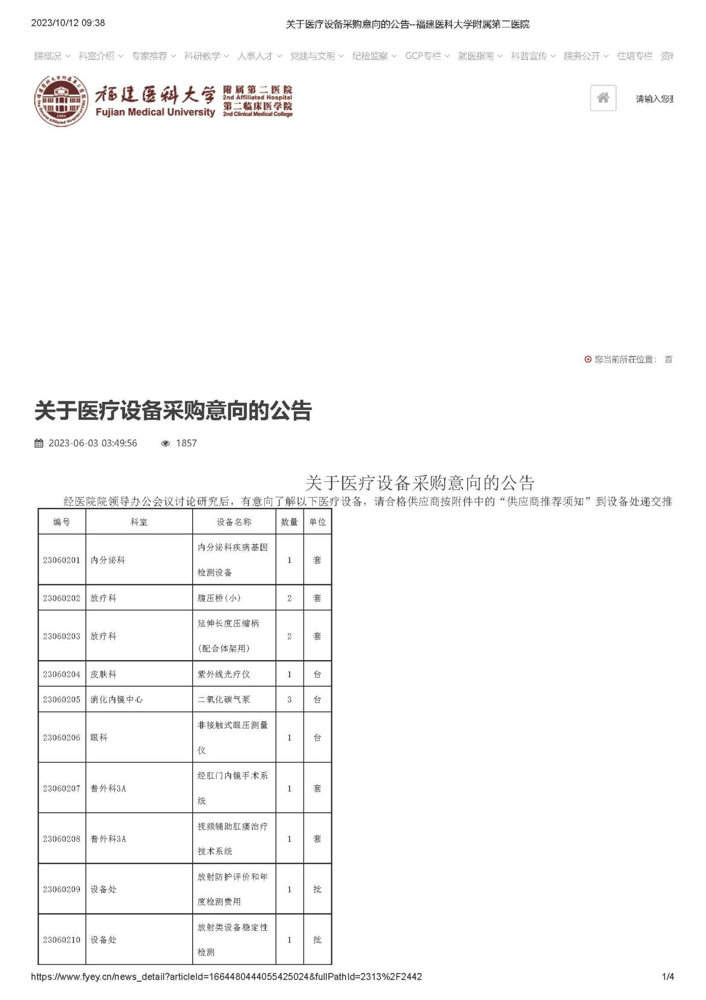 2023/10/12 09:38 关于医疗设备采购意向的公告--福建医科大学附属第二医院
院概况 科室介绍 专家推荐 科研教学 人事人才 党建与文明 纪检监察 GCP专栏 就医指南 科普宣传 院务公开 住培专栏
福建医科大学 附属第二医院
2nd Affiliated Hospital
Fujian Medical University 第二临床医学院
2nd Clinical Medical College
1881
请输入您要
您当前所在位置： 首
关于医疗设备采购意向的公告
2023-06-03 03:49:56 1857
关于医疗设备采购意向的公告
经医院院领导办公会议讨论研究后，有意向了解以下医疗设备，请合格供应商按附件中的“供应商推荐须知”到设备处递交推
编号 科室 设备名称 数量 单位
23060201 内分泌科 内分泌科疾病基因
检测设备 1 套
23060202 放疗科 腹压桥(小) 2 套
23060203 放疗科 延伸长度压缩柄
(配合体架用) 2 套
23060204 皮肤科 紫外线光疗仪 1 台
23060205 消化内镜中心 二氧化碳气泵 3 台
23060206 眼科 非接触式眼压测量
仪 1 台
23060207 普外科3A 经肛门内镜手术系
统 1 套
23060208 普外科3A 视频辅助肛瘘治疗
技术系统 1 套
23060209 设备处 放射防护评价和年
度检测费用 1 批
23060210 设备处 放射类设备稳定性
检测 1 批
https://www.fyey.cn/news_detail?articleId=1664480444055425024&fullPathId=2313%2F2442 1/4